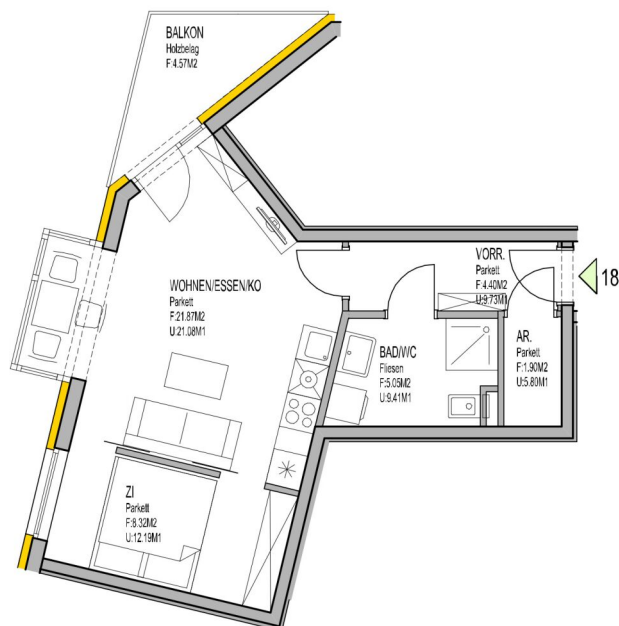 BALKON
Holzbelag
F:4.57M2
WOHNEN/ESSEN/KO
Parkett
F:21.87M2
U:21.08M1
VORR.
Parkett
F:4.40M2
U:9.73M1
18
BAD/WC
Fliesen
F:5.05M2
U:9.41M1
AR.
Parkett
F:1.90M2
U:5.80M1
ZI
Parkett
F:8.32M2
U:12.19M1